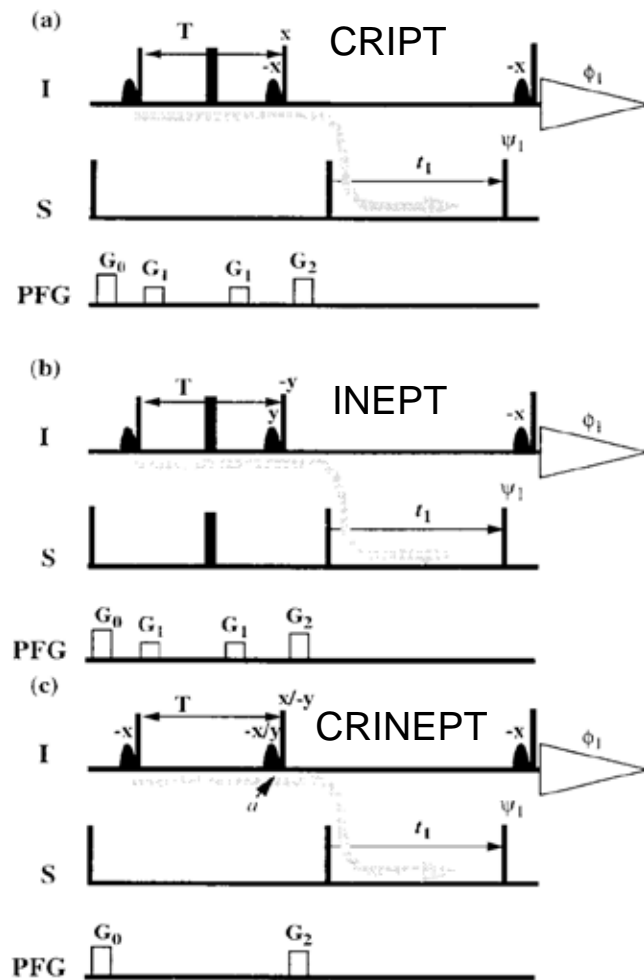 (a)
T x CRIPT
-x -x ϕ₁
I
ψ₁
t₁
S
G₀ G₁ G₁ G₂
PFG
(b)
T -y INEPT
y -x ϕ₁
I
ψ₁
t₁
S
G₀ G₁ G₁ G₂
PFG
(c)
T x/-y CRINEPT
-x -x/y -x ϕ₁
I
a
ψ₁
t₁
S
G₀ G₂
PFG